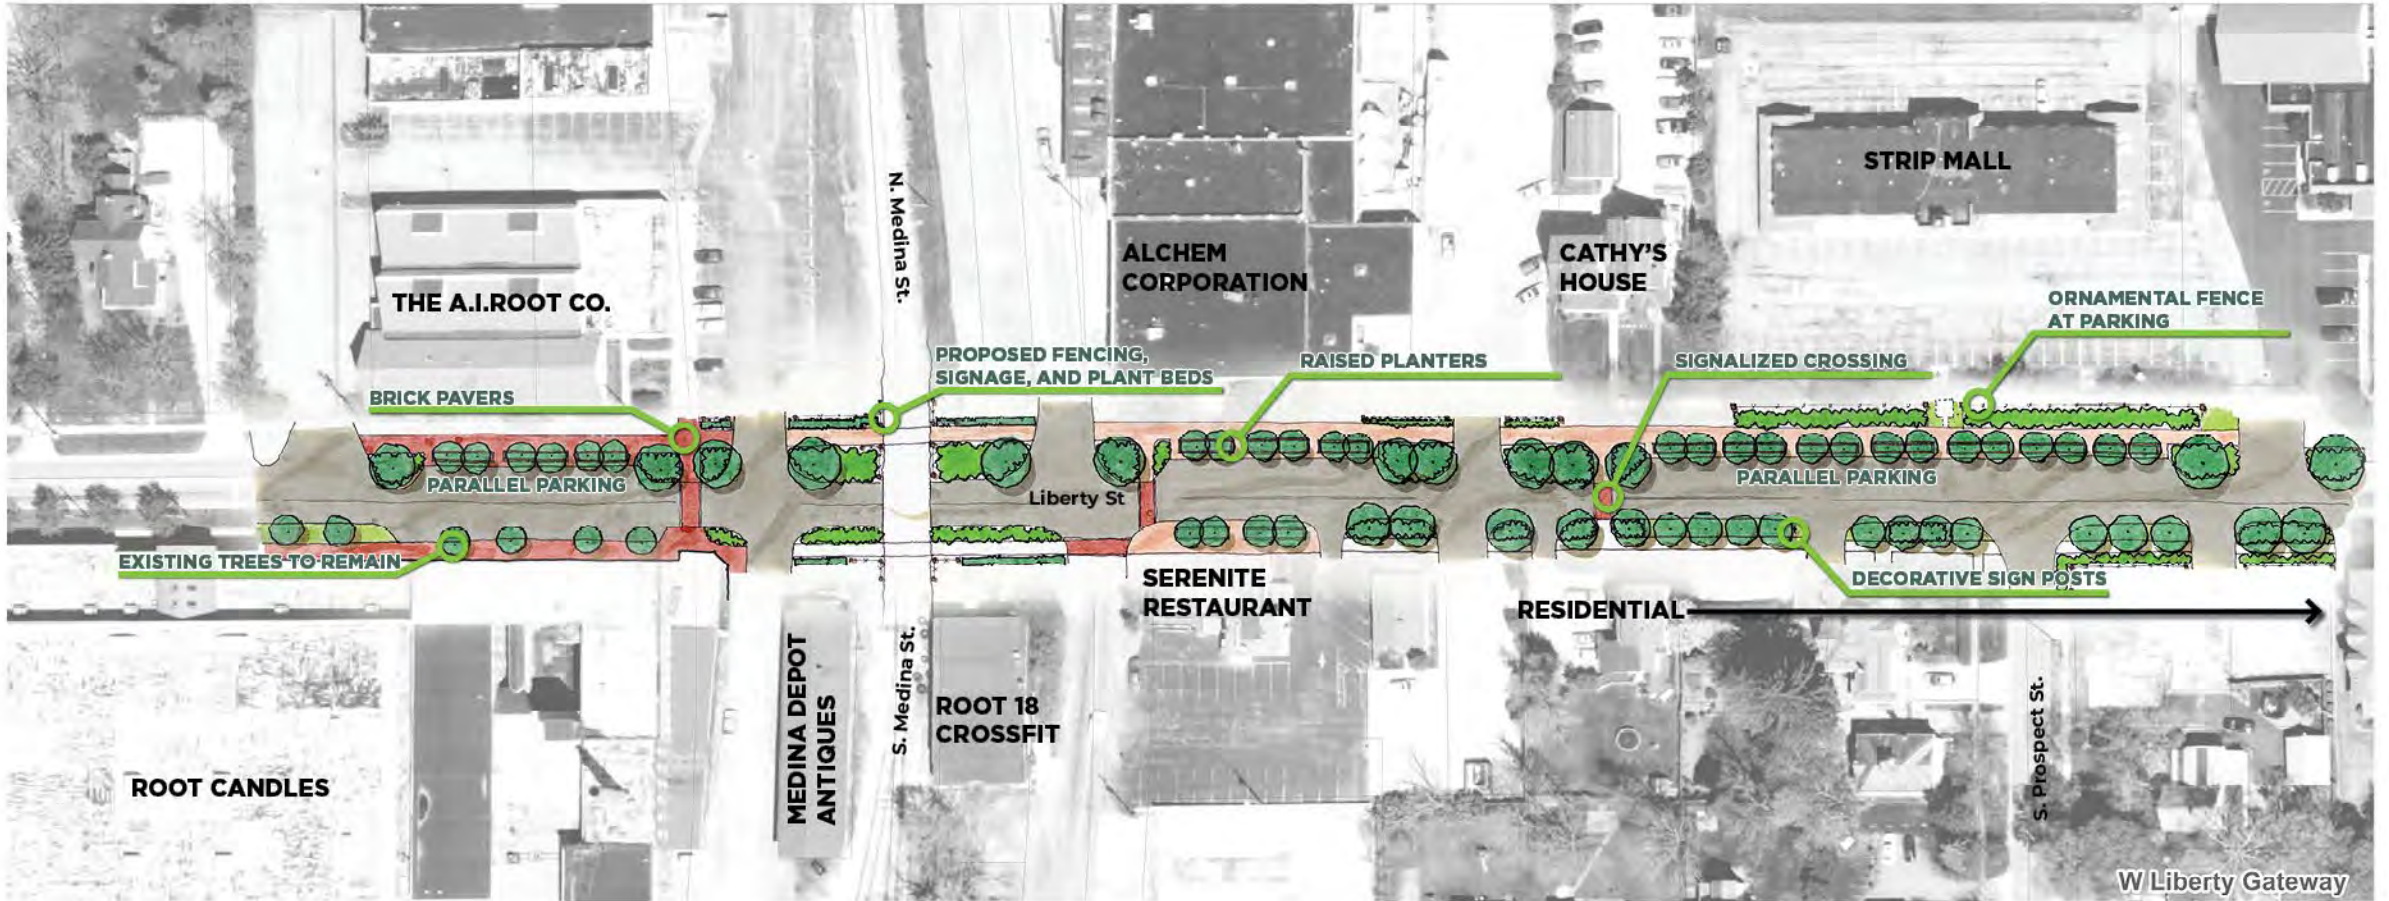 STRIP MALL
N. Medina St.
ALCHEM
CORPORATION
CATHY'S
HOUSE
THE A.I.ROOT CO.
ORNAMENTAL FENCE
AT PARKING
PROPOSED FENCING,
SIGNAGE, AND PLANT BEDS
RAISED PLANTERS
SIGNALIZED CROSSING
BRICK PAVERS
PARALLEL PARKING
PARALLEL PARKING
Liberty St
EXISTING TREES TO REMAIN
SERENITE
RESTAURANT
DECORATIVE SIGN POSTS
RESIDENTIAL
MEDINA DEPOT
ANTIQUES
S. Medina St.
ROOT 18
CROSSFIT
S. Prospect St.
ROOT CANDLES
W Liberty Gateway